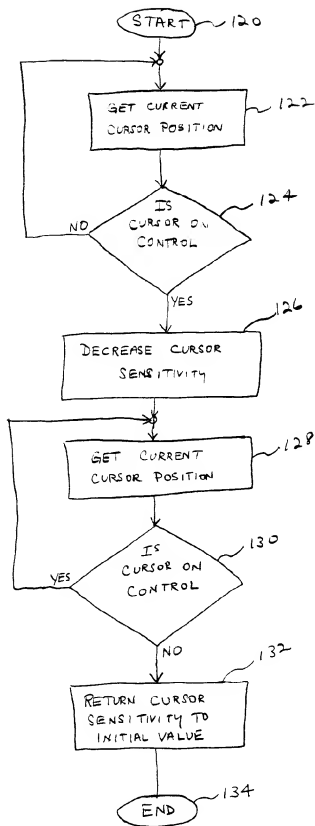 START
120
GET CURRENT
CURSOR POSITION
122
IS
CURSOR ON
CONTROL
124
NO
YES
126
DECREASE CURSOR
SENSITIVITY
GET CURRENT
CURSOR POSITION
128
IS
CURSOR ON
CONTROL
130
YES
NO
132
RETURN CURSOR
SENSITIVITY TO
INITIAL VALUE
END
134